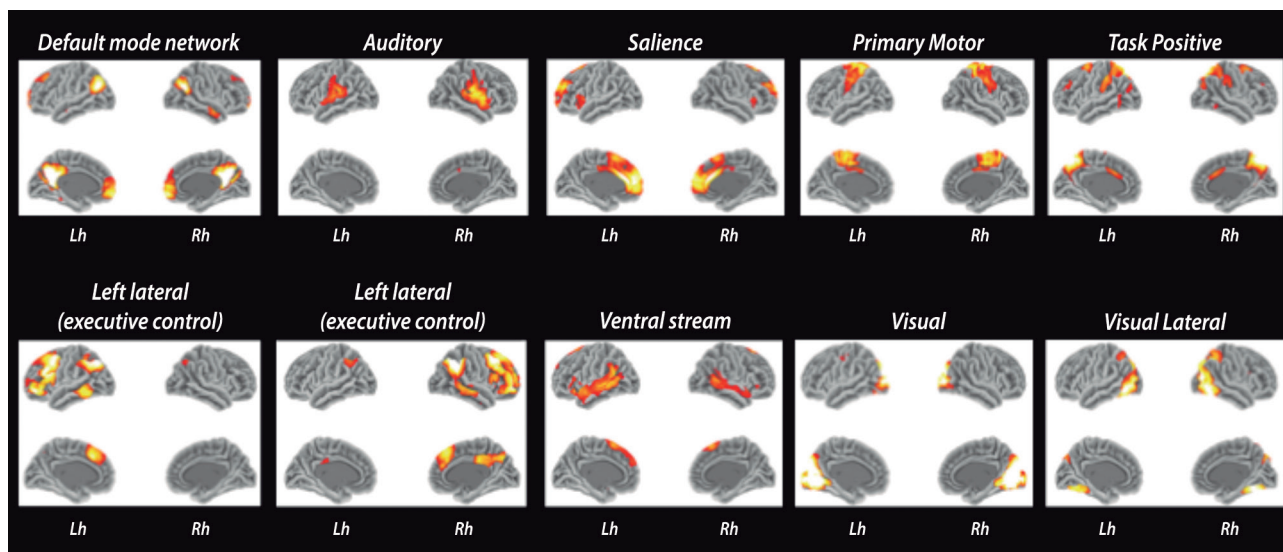 Default mode network
Auditory
Salience
Primary Motor
Task Positive
Lh Rh
Lh Rh
Lh Rh
Lh Rh
Lh Rh
Left lateral
(executive control)
Left lateral
(executive control)
Ventral stream
Visual
Visual Lateral
Lh Rh
Lh Rh
Lh Rh
Lh Rh
Lh Rh